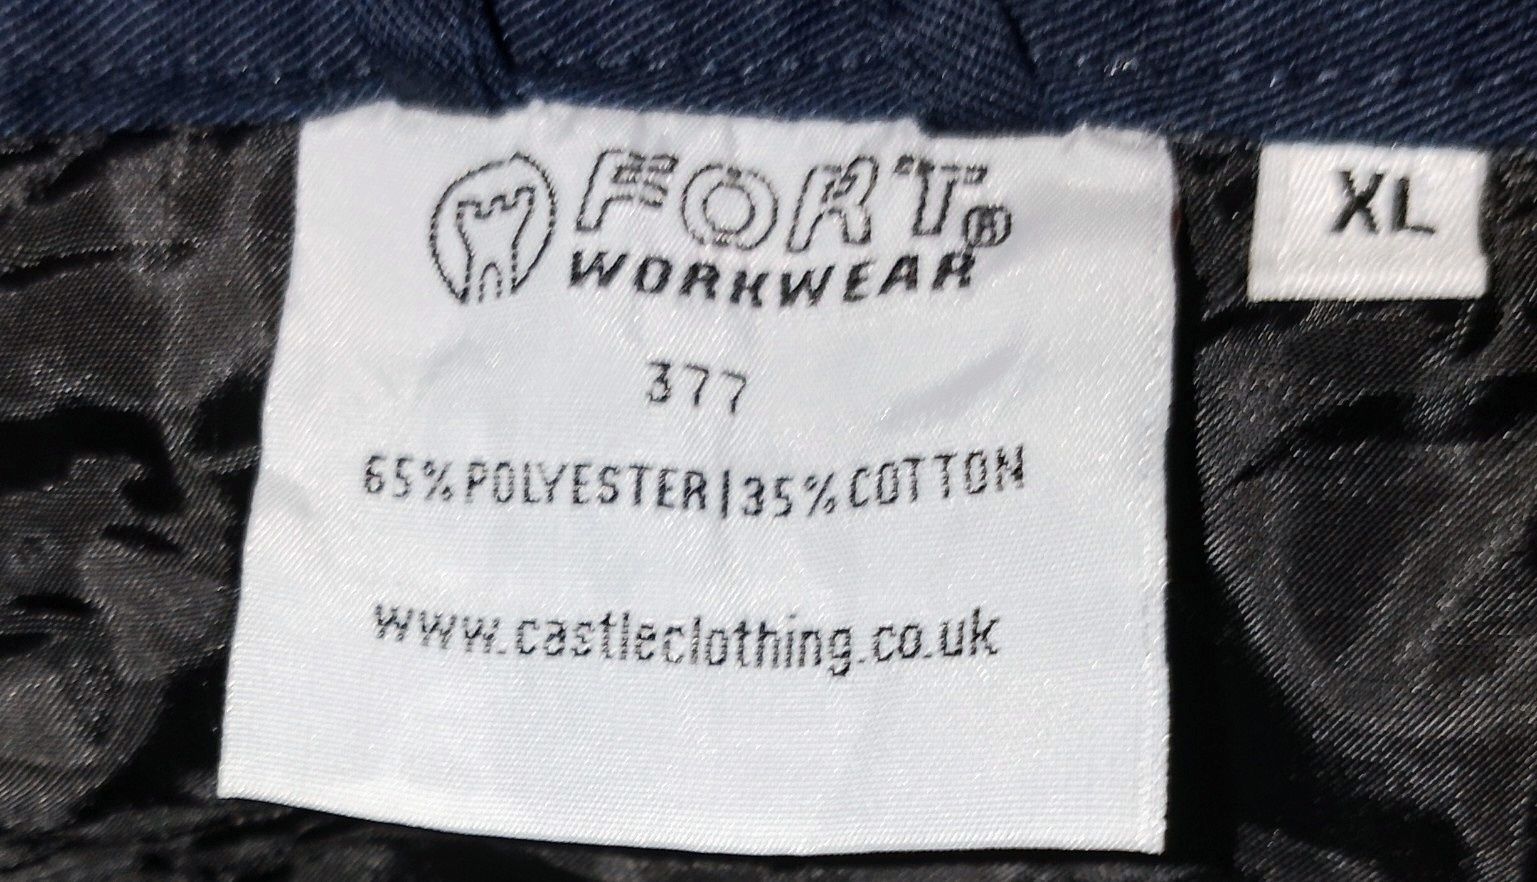 FORT®
WORKWEAR
377
65% POLYESTER|35% COTTON
www.castleclothing.co.uk
XL